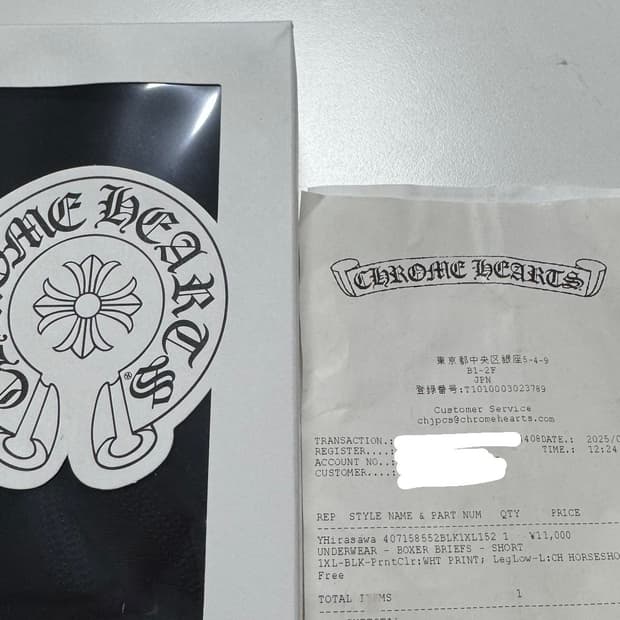 CHROME HEARTS
®
CHROME HEARTS
東京都中央区銀座5-4-9
B1-2F
JPN
登録番号:T1010003023789
Customer Service
chjpcs@chromehearts.com
TRANSACTION.: 408DATE.: 2025/0
REGISTER....: TIME.: 12:24
ACCOUNT NO..:
CUSTOMER....:
REP STYLE NAME & PART NUM QTY PRICE
YHirasawa 407158552BLK1XL152 1 ¥11,000
UNDERWEAR - BOXER BRIEFS - SHORT
1XL-BLK-PrntClr:WHT PRINT; LegLow-L:CH HORSESHO
Free
TOTAL ITEMS 1